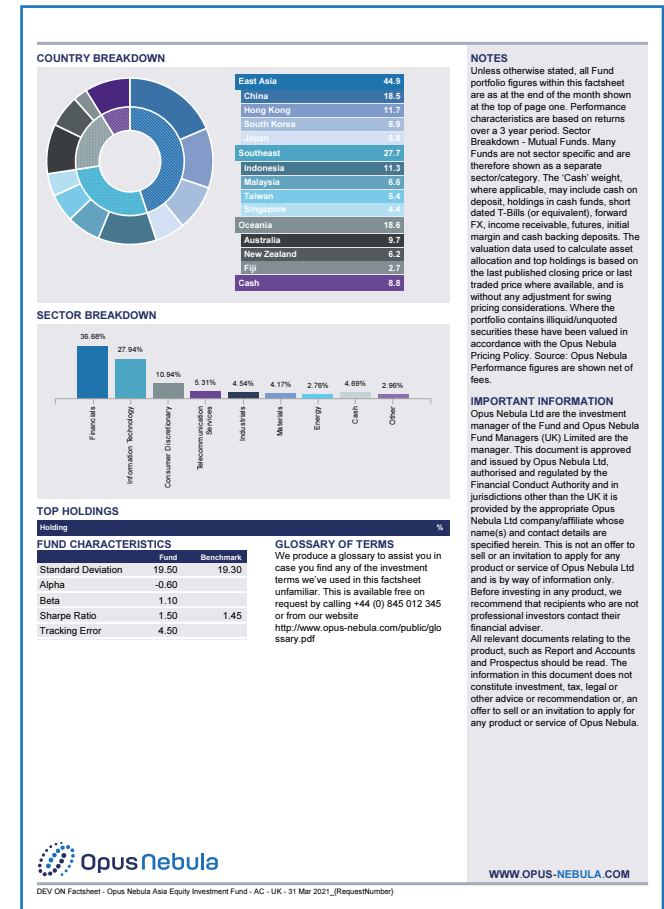 COUNTRY BREAKDOWN
East Asia 44.9
China 18.5
Hong Kong 11.7
South Korea 8.9
Japan 5.8
Southeast 27.7
Indonesia 11.3
Malaysia 6.6
Taiwan 5.4
Singapore 4.4
Oceania 18.6
Australia 9.7
New Zealand 6.2
Fiji 2.7
Cash 8.8
SECTOR BREAKDOWN
36.68%
27.94%
10.94%
5.31%
4.54%
4.17%
2.76%
4.69%
2.96%
Financials
Information Technology
Consumer Discretionary
Telecommunication
Services
Industrials
Materials
Energy
Cash
Other
TOP HOLDINGS
Holding %
FUND CHARACTERISTICS
Fund Benchmark
Standard Deviation 19.50 19.30
Alpha -0.60
Beta 1.10
Sharpe Ratio 1.50 1.45
Tracking Error 4.50
GLOSSARY OF TERMS
We produce a glossary to assist you in
case you find any of the investment
terms we've used in this factsheet
unfamiliar. This is available free on
request by calling +44 (0) 845 012 345
or from our website
http://www.opus-nebula.com/public/glo
ssary.pdf
NOTES
Unless otherwise stated, all Fund
portfolio figures within this factsheet
are as at the end of the month shown
at the top of page one. Performance
characteristics are based on returns
over a 3 year period. Sector
Breakdown - Mutual Funds. Many
Funds are not sector specific and are
therefore shown as a separate
sector/category. The 'Cash' weight,
where applicable, may include cash on
deposit, holdings in cash funds, short
dated T-Bills (or equivalent), forward
FX, income receivable, futures, initial
margin and cash backing deposits. The
valuation data used to calculate asset
allocation and top holdings is based on
the last published closing price or last
traded price where available, and is
without any adjustment for swing
pricing considerations. Where the
portfolio contains illiquid/unquoted
securities these have been valued in
accordance with the Opus Nebula
Pricing Policy. Source: Opus Nebula
Performance figures are shown net of
fees.
IMPORTANT INFORMATION
Opus Nebula Ltd are the investment
manager of the Fund and Opus Nebula
Fund Managers (UK) Limited are the
manager. This document is approved
and issued by Opus Nebula Ltd,
authorised and regulated by the
Financial Conduct Authority and in
jurisdictions other than the UK it is
provided by the appropriate Opus
Nebula Ltd company/affiliate whose
name(s) and contact details are
specified herein. This is not an offer to
sell or an invitation to apply for any
product or service of Opus Nebula Ltd
and is by way of information only.
Before investing in any product, we
recommend that recipients who are not
professional investors contact their
financial adviser.
All relevant documents relating to the
product, such as Report and Accounts
and Prospectus should be read. The
information in this document does not
constitute investment, tax, legal or
other advice or recommendation or, an
offer to sell or an invitation to apply for
any product or service of Opus Nebula.
Opus Nebula
WWW.OPUS-NEBULA.COM
DEV ON Factsheet - Opus Nebula Asia Equity Investment Fund - AC - UK - 31 Mar 2021_{RequestNumber}